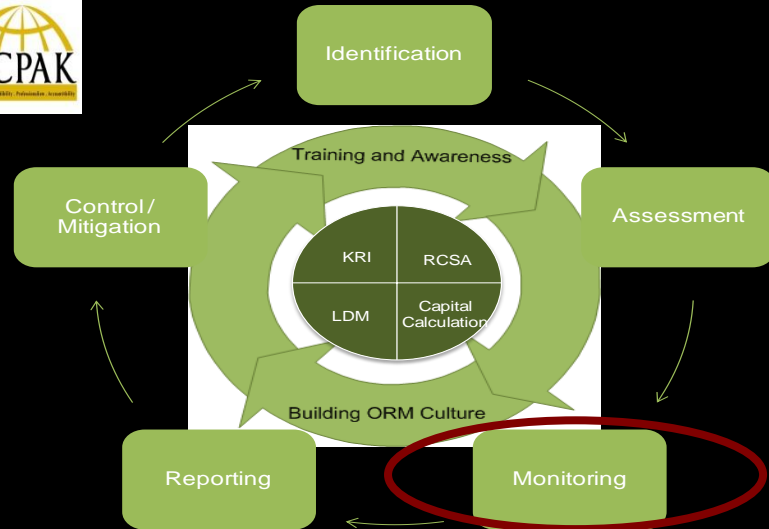 CPAK
Identification
Training and Awareness
Control /
Mitigation
Assessment
KRI
RCSA
LDM
Capital
Calculation
Building ORM Culture
Reporting
Monitoring